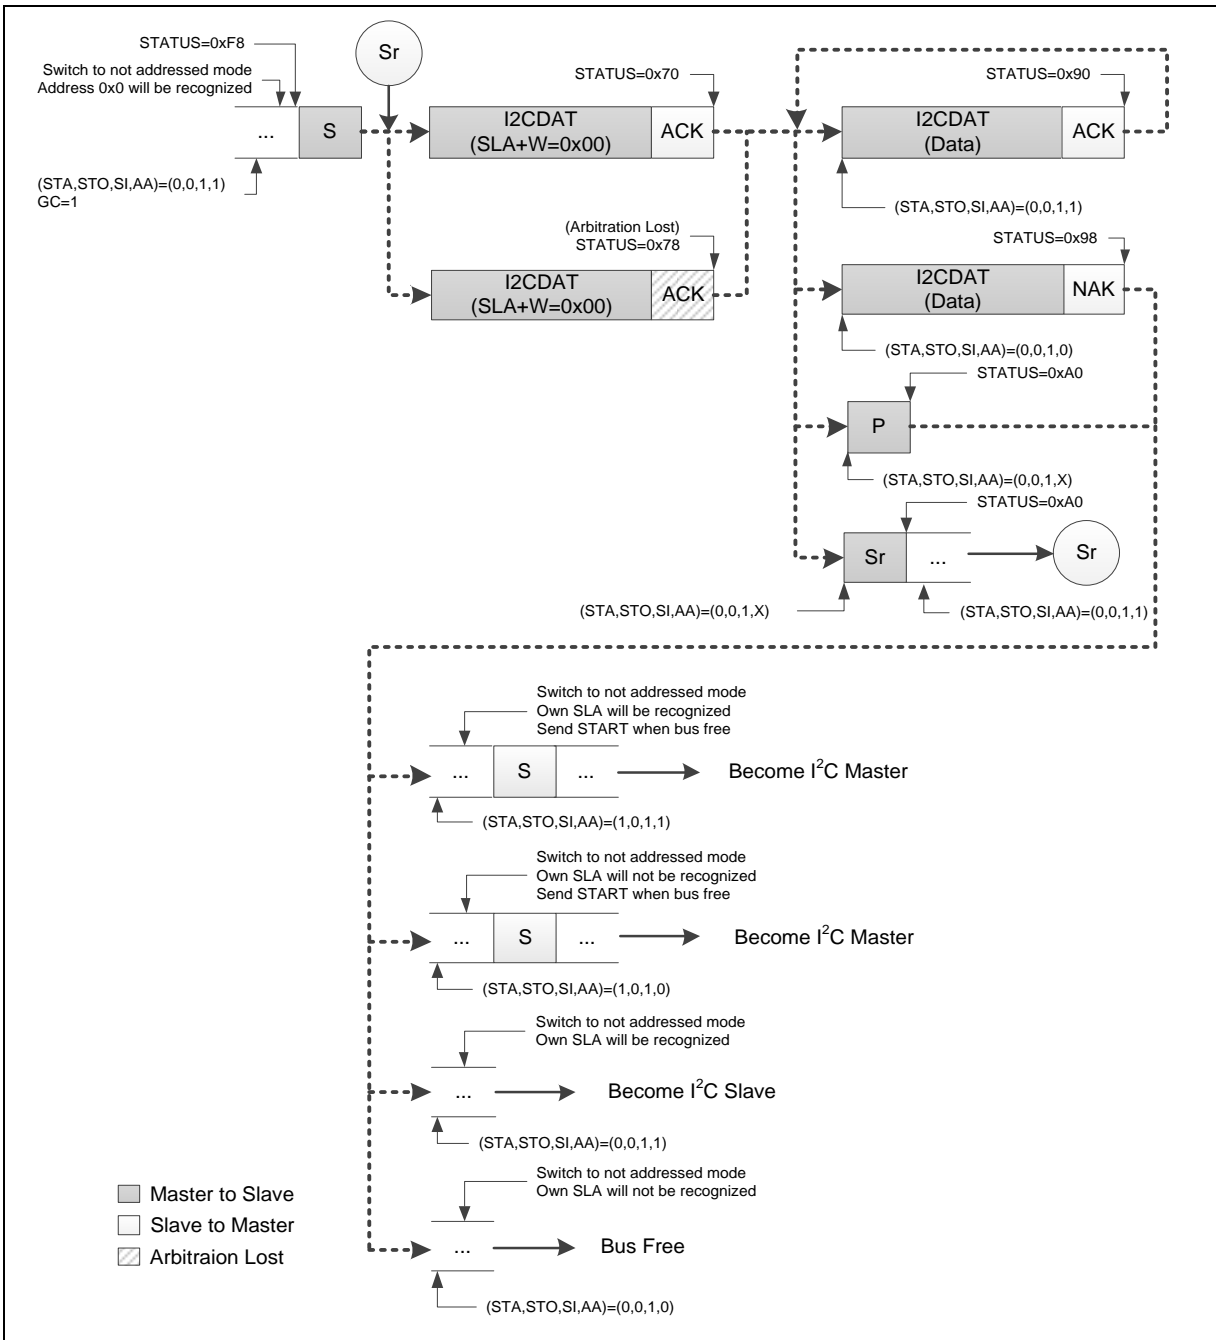 STATUS=0xF8
Sr
Switch to not addressed mode
Address 0x0 will be recognized
STATUS=0x70
STATUS=0x90
...
S
I2CDAT
(SLA+W=0x00)
ACK
I2CDAT
(Data)
ACK
(STA,STO,SI,AA)=(0,0,1,1)
GC=1
(STA,STO,SI,AA)=(0,0,1,1)
(Arbitration Lost)
STATUS=0x78
STATUS=0x98
I2CDAT
(SLA+W=0x00)
ACK
I2CDAT
(Data)
NAK
(STA,STO,SI,AA)=(0,0,1,0)
STATUS=0xA0
P
(STA,STO,SI,AA)=(0,0,1,X)
STATUS=0xA0
Sr
...
Sr
(STA,STO,SI,AA)=(0,0,1,X)
(STA,STO,SI,AA)=(0,0,1,1)
Switch to not addressed mode
Own SLA will be recognized
Send START when bus free
...
S
...
Become I²C Master
(STA,STO,SI,AA)=(1,0,1,1)
Switch to not addressed mode
Own SLA will not be recognized
Send START when bus free
...
S
...
Become I²C Master
(STA,STO,SI,AA)=(1,0,1,0)
Switch to not addressed mode
Own SLA will be recognized
...
Become I²C Slave
(STA,STO,SI,AA)=(0,0,1,1)
Switch to not addressed mode
Own SLA will not be recognized
...
Bus Free
(STA,STO,SI,AA)=(0,0,1,0)
Master to Slave
Slave to Master
Arbitraion Lost